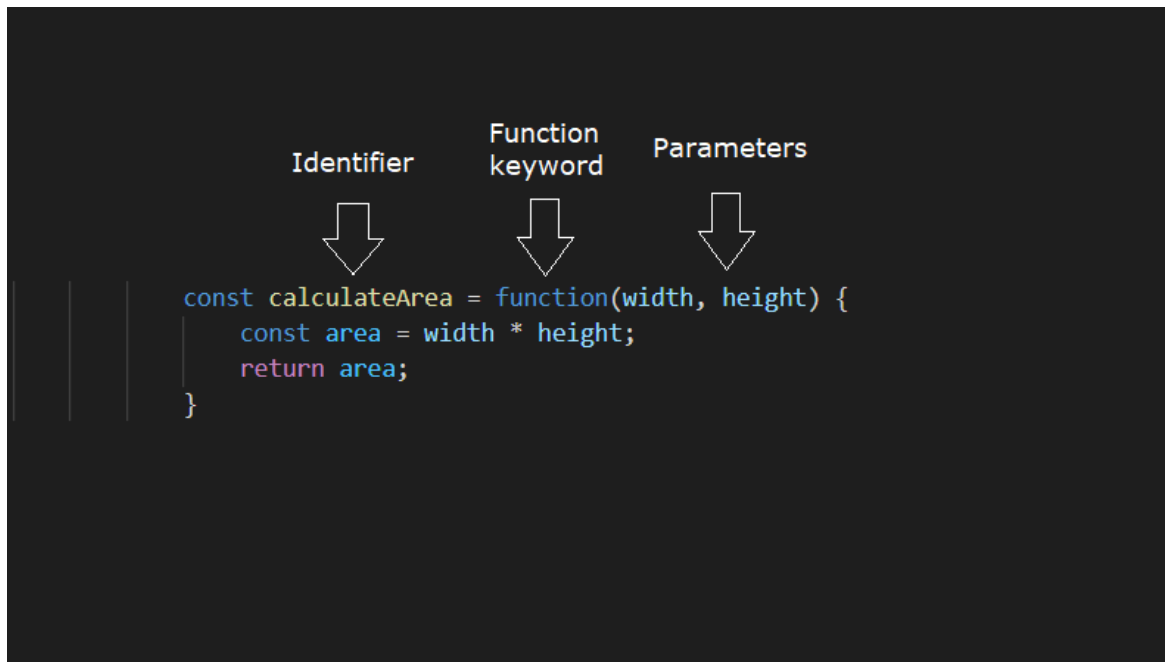 Identifier
Function
keyword
Parameters
const calculateArea = function(width, height) {
const area = width * height;
return area;
}